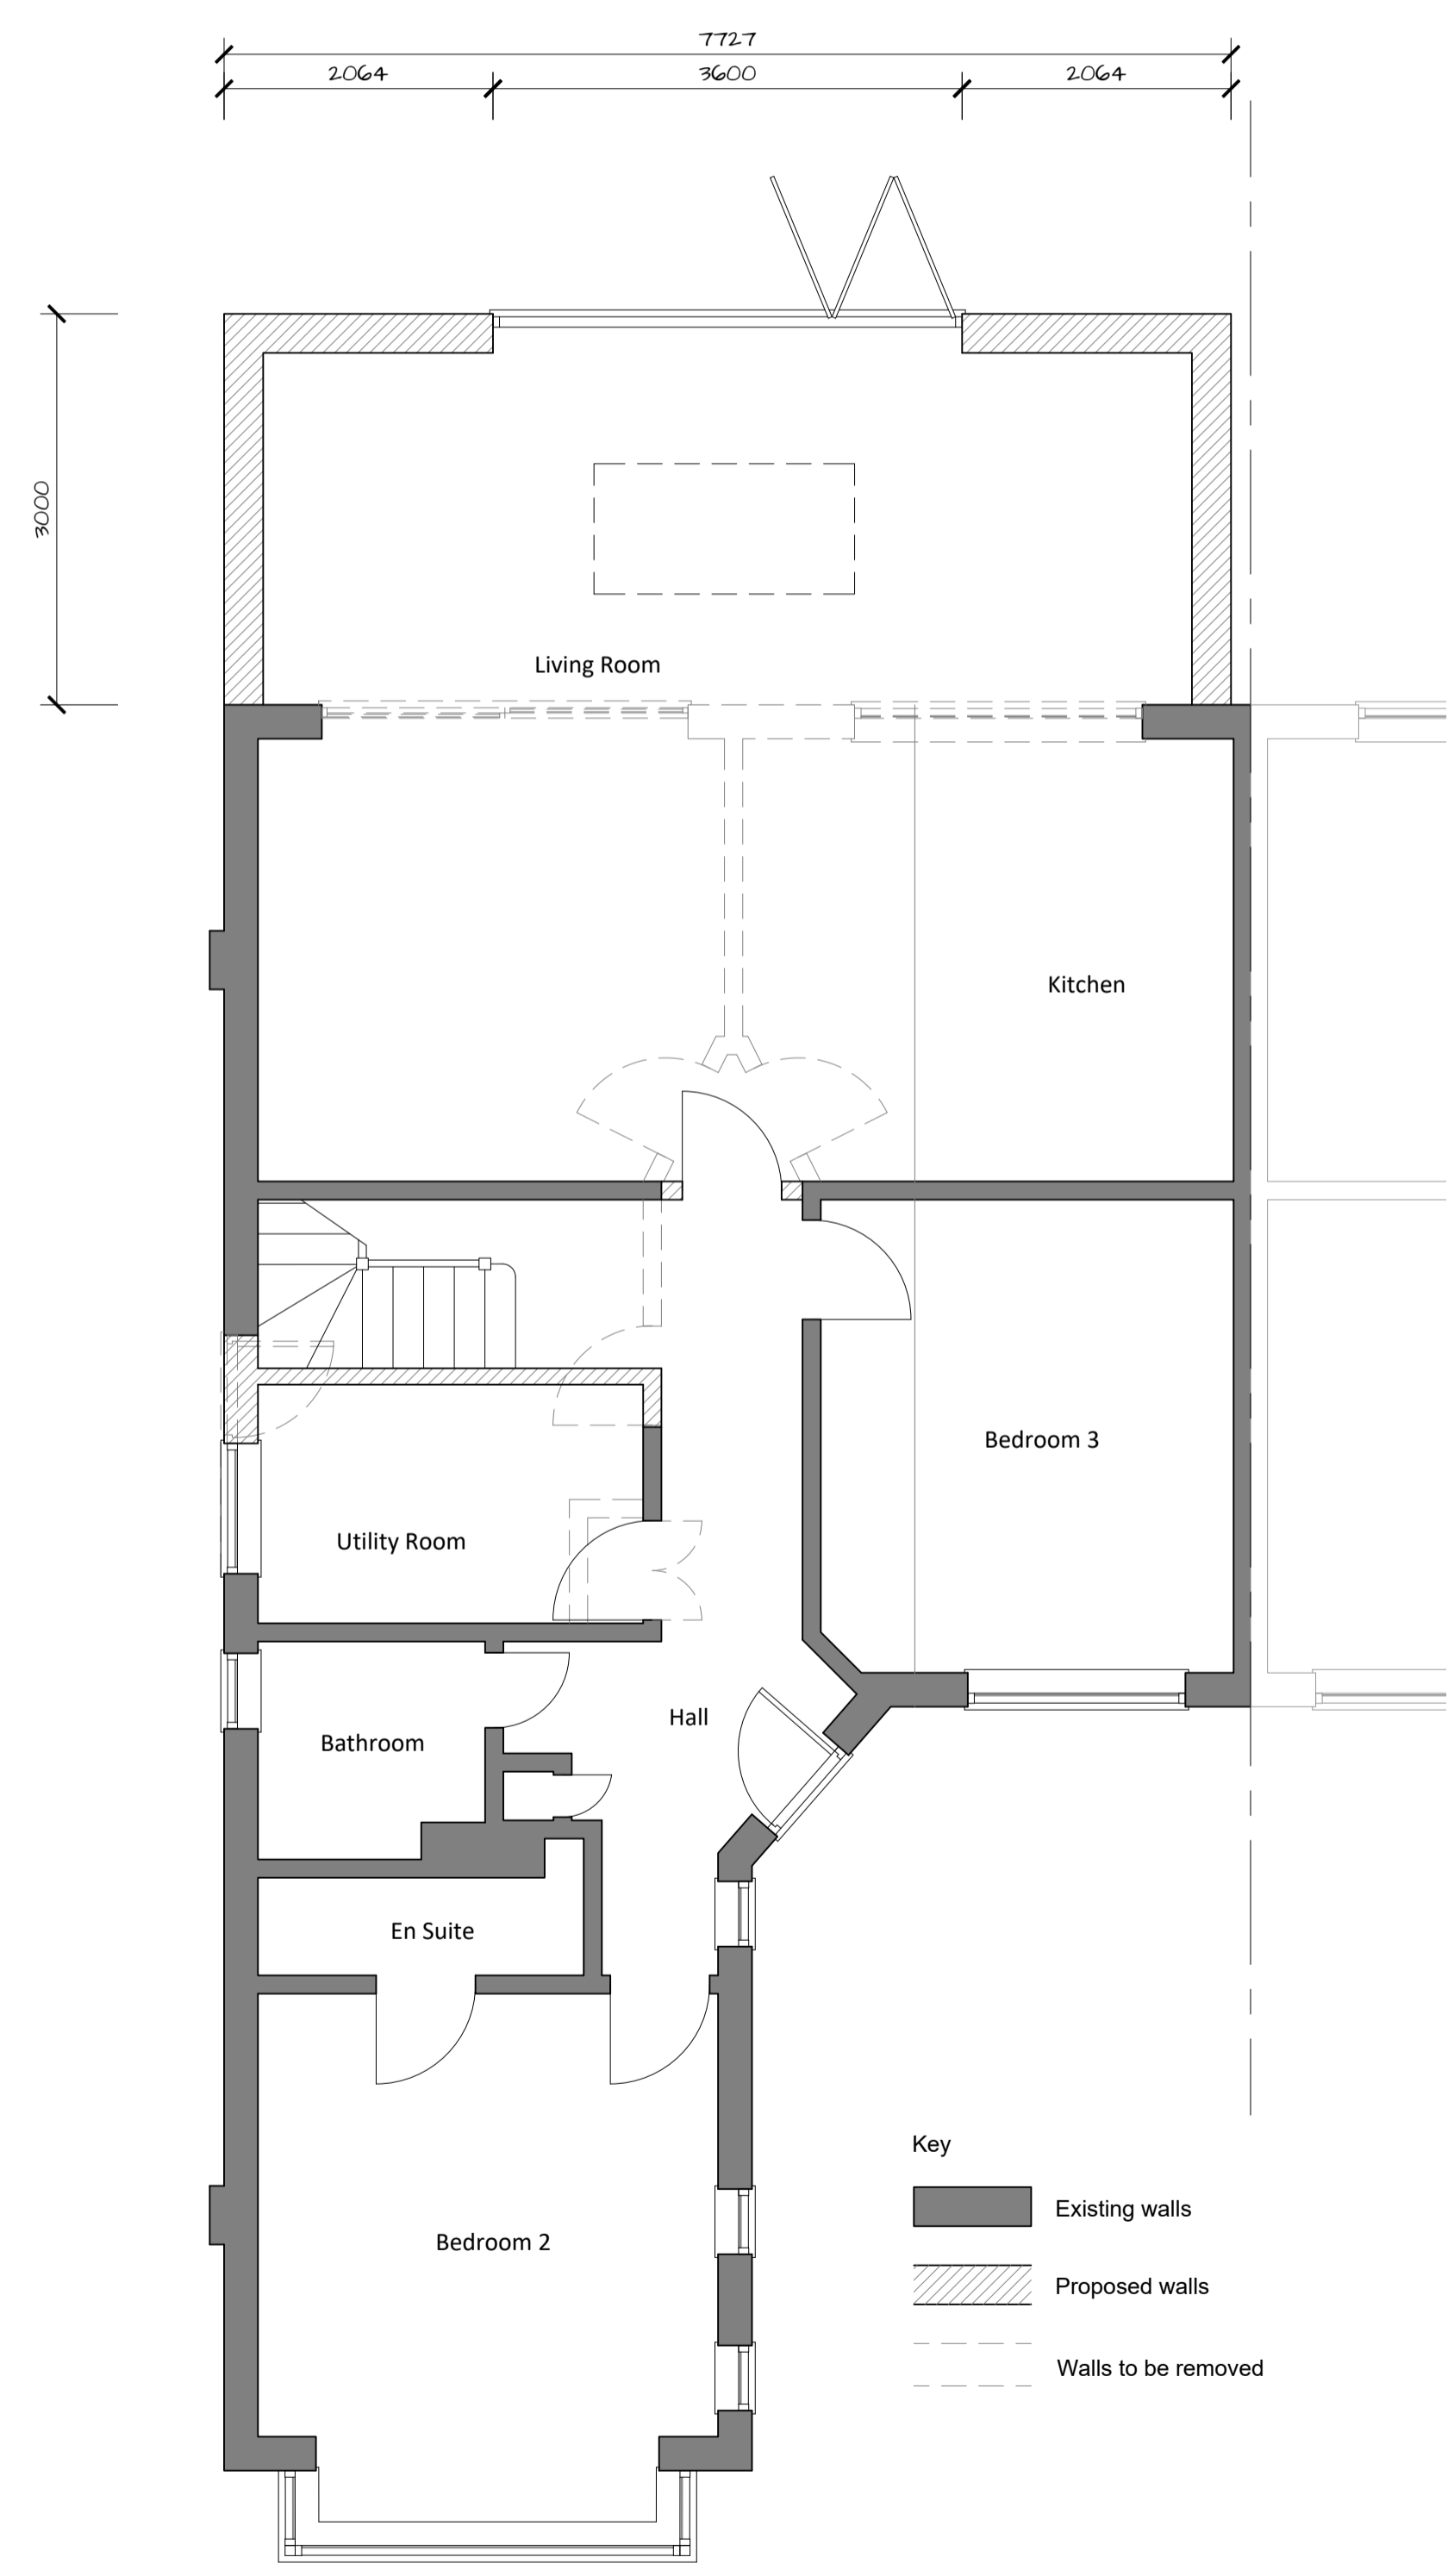 7727
2064
3600
2064
3000
Living Room
Kitchen
Bedroom 3
Utility Room
Hall
Bathroom
En Suite
Bedroom 2
Key
Existing walls
Proposed walls
Walls to be removed